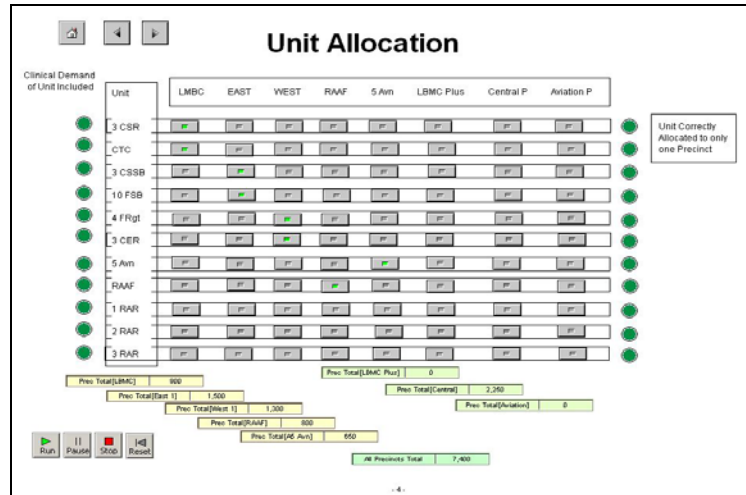 Unit Allocation
Clinical Demand
of Unit Included
Unit
LMBC EAST WEST RAAF 5 Avn LBMC Plus Central P Aviation P
3 CSR
CTC
3 CSSB
10 FSB
4 FRgt
3 CER
5 Avn
RAAF
1 RAR
2 RAR
3 RAR
Unit Correctly
Allocated to only
one Precinct
Prec Total[LBMC Plus] 0
Prec Total[LBMC] 800
Prec Total[Central] 2,250
Prec Total[East 1] 1,500
Prec Total[West 1] 1,300
Prec Total[Aviation] 0
Prec Total[RAAF] 800
Prec Total[A5 Avn] 650
All Precincts Total 7,400
Run Pause Stop Reset
- 4 -